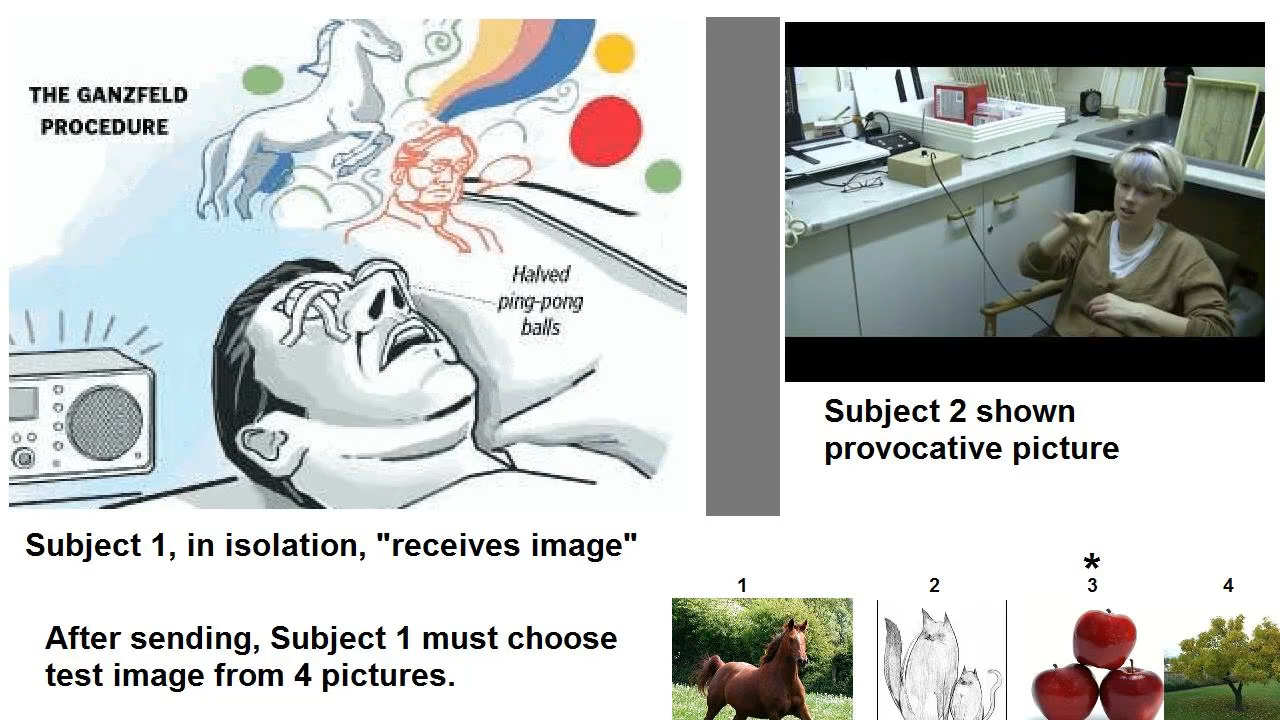 THE GANZFELD
PROCEDURE
Halved
ping-pong
balls
Subject 2 shown
provocative picture
Subject 1, in isolation, "receives image"
After sending, Subject 1 must choose
test image from 4 pictures.
*
1 2 3 4